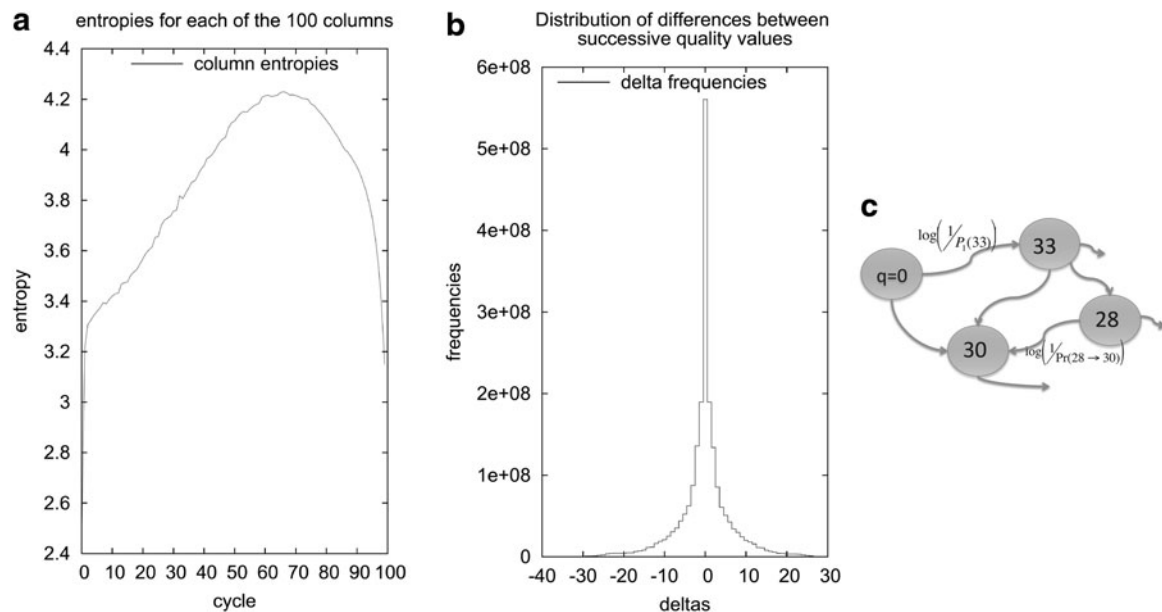 a
entropies for each of the 100 columns
4.4
4.2
4
3.8
3.6
3.4
3.2
3
2.8
2.6
2.4
entropy
column entropies
0 10 20 30 40 50 60 70 80 90 100
cycle
b
Distribution of differences between
successive quality values
6e+08
5e+08
4e+08
3e+08
2e+08
1e+08
0
frequencies
delta frequencies
-40 -30 -20 -10 0 10 20 30
deltas
c
log(1/P₁(33))
33
q=0
28
30
log(1/Pr(28 → 30))